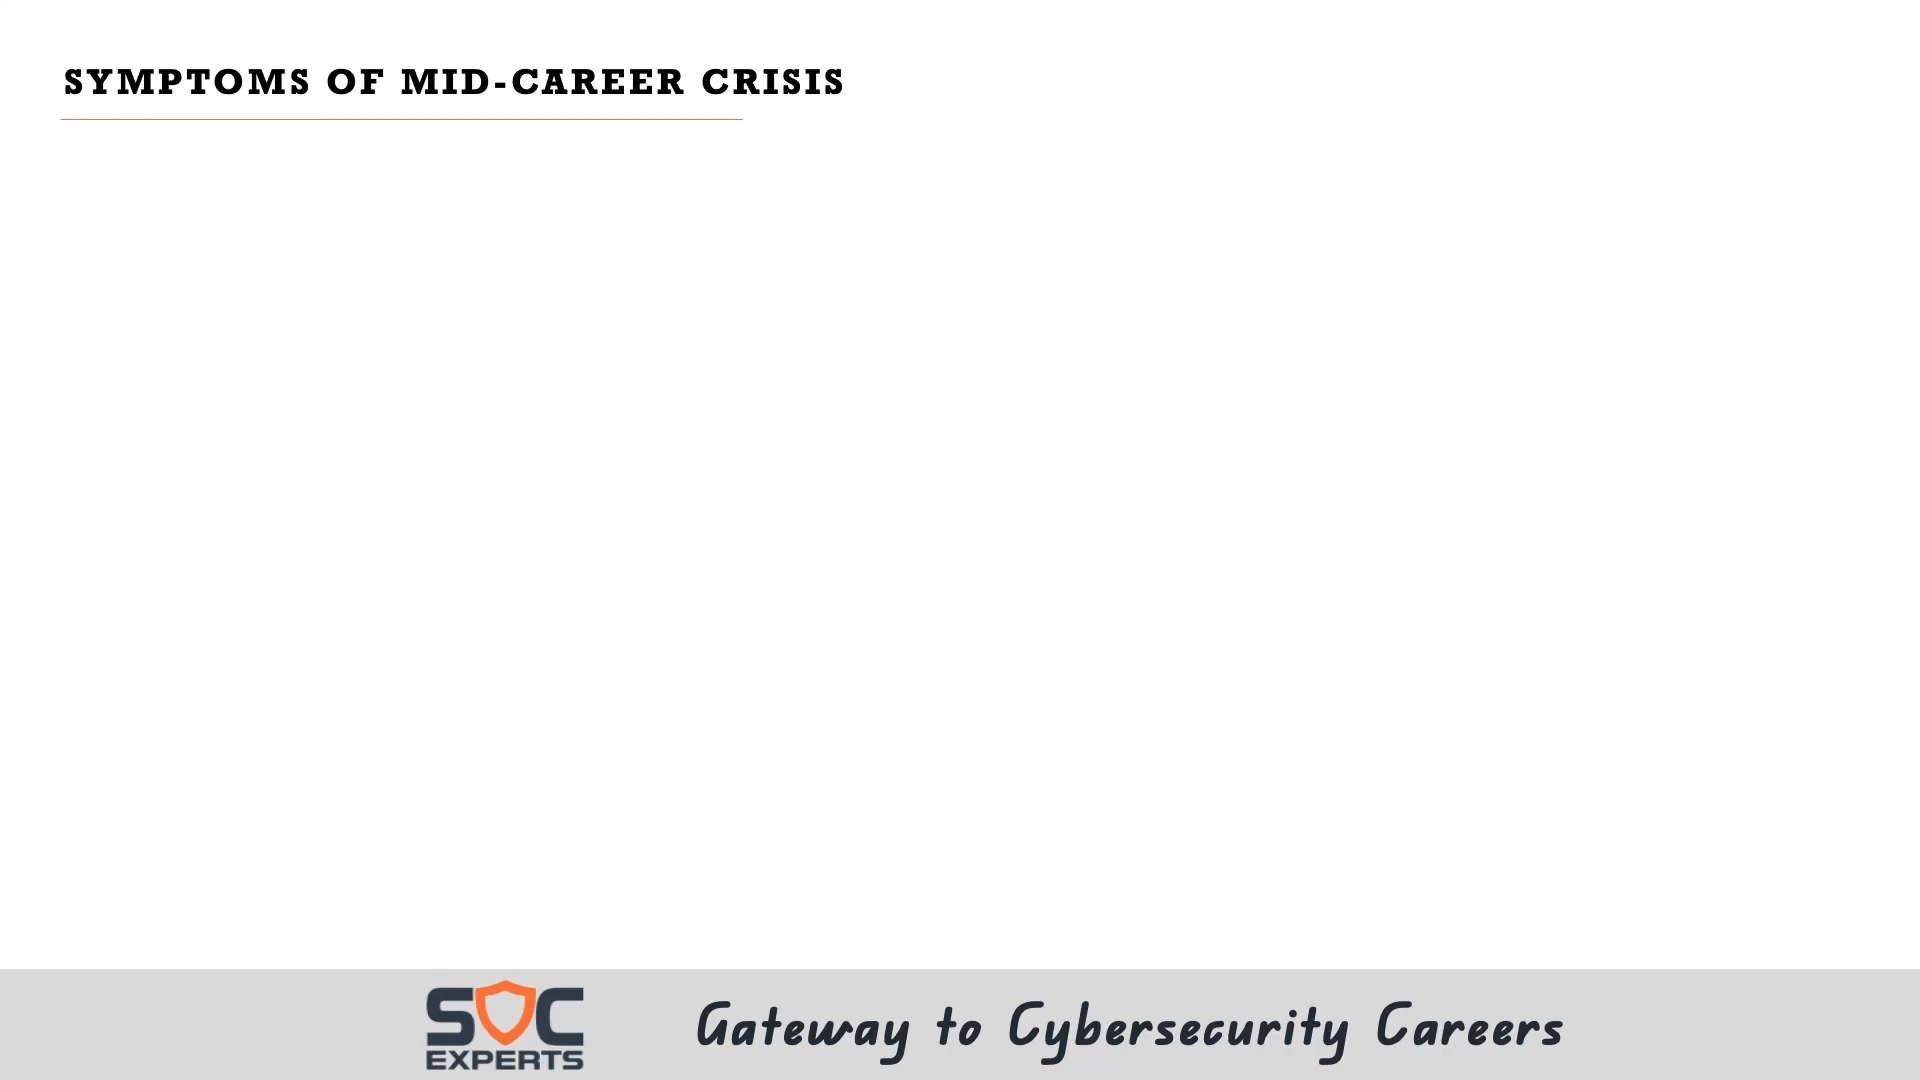 SYMPTOMS OF MID-CAREER CRISIS
SOC
EXPERTS
Gateway to Cybersecurity Careers